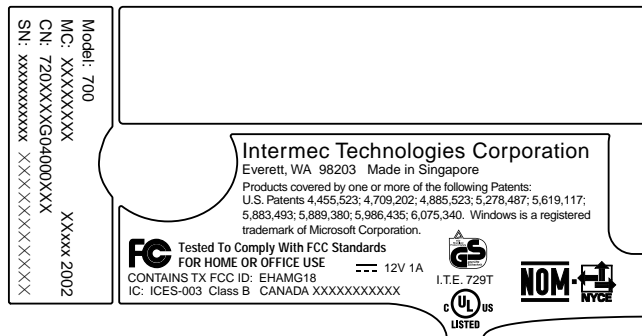 Model: 700
MC: XXXXXXXX XXxxx 2002
CN: 720XXXXG04000XXX
SN: xxxxxxxxxxx XXXXXXXXXXXX
Intermec Technologies Corporation
Everett, WA 98203 Made in Singapore
Products covered by one or more of the following Patents:
U.S. Patents 4,455,523; 4,709,202; 4,885,523; 5,278,487; 5,619,117;
5,883,493; 5,889,380; 5,986,435; 6,075,340. Windows is a registered
trademark of Microsoft Corporation.
FC Tested To Comply With FCC Standards
FOR HOME OR OFFICE USE
12V 1A
CONTAINS TX FCC ID: EHAMG18
IC: ICES-003 Class B CANADA XXXXXXXXXXX
GS
I.T.E. 729T
C UL US
LISTED
NOM
NYCE